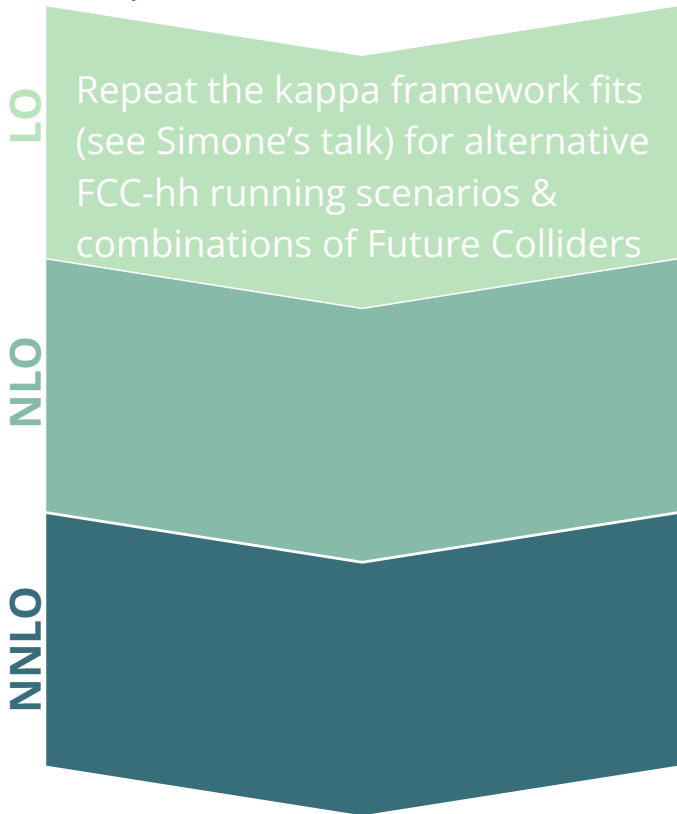 LO
Repeat the kappa framework fits
(see Simone's talk) for alternative
FCC-hh running scenarios &
combinations of Future Colliders
NLO
NNLO